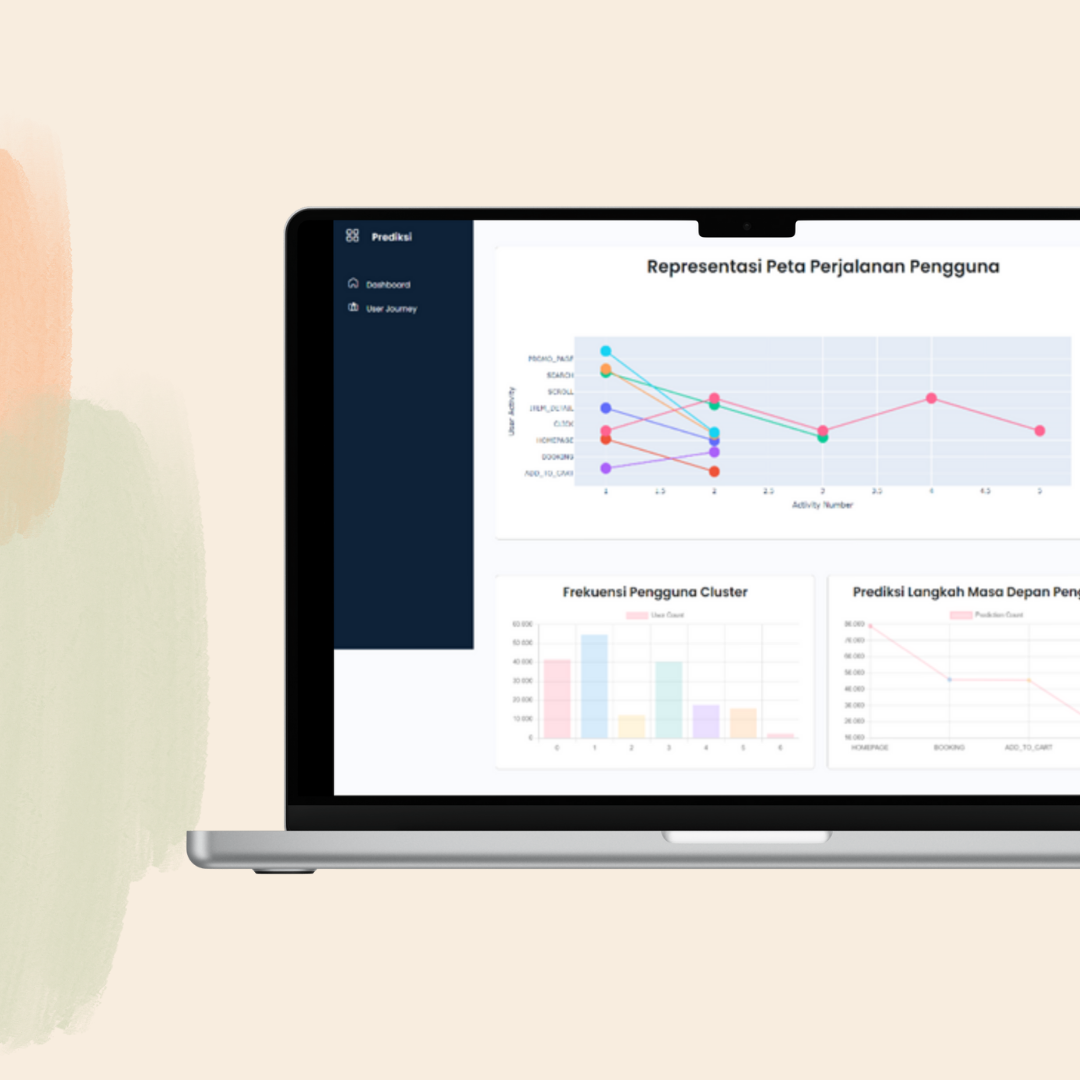 Prediksi
Dashboard
User Journey
Representasi Peta Perjalanan Pengguna
User Activity
PROMO_PAGE
SEARCH
SCROLL
ITEM_DETAIL
CLICK
HOMEPAGE
BOOKING
ADD_TO_CART
1 1.5 2 2.5 3 3.5 4 4.5 5
Activity Number
Frekuensi Pengguna Cluster
User Count
60.000
50.000
40.000
30.000
20.000
10.000
0
0 1 2 3 4 5 6
Prediksi Langkah Masa Depan Peng
Prediction Count
80.000
70.000
60.000
50.000
40.000
30.000
20.000
10.000
HOMEPAGE BOOKING ADD_TO_CART